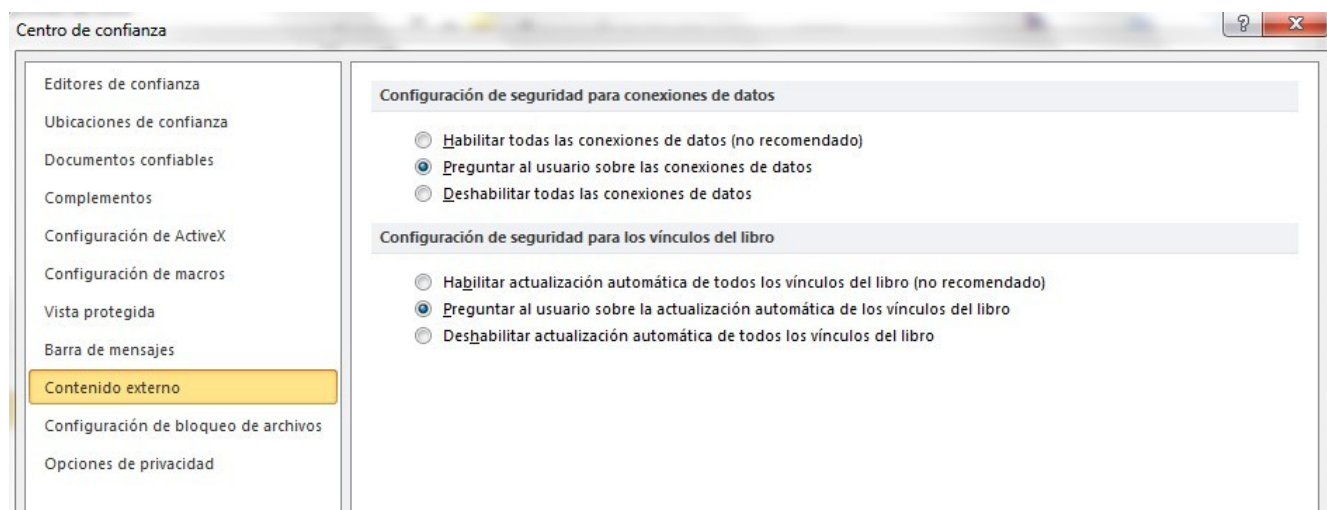 Centro de confianza
Editores de confianza
Ubicaciones de confianza
Documentos confiables
Complementos
Configuración de ActiveX
Configuración de macros
Vista protegida
Barra de mensajes
Contenido externo
Configuración de bloqueo de archivos
Opciones de privacidad
Configuración de seguridad para conexiones de datos
Habilitar todas las conexiones de datos (no recomendado)
Preguntar al usuario sobre las conexiones de datos
Deshabilitar todas las conexiones de datos
Configuración de seguridad para los vínculos del libro
Habilitar actualización automática de todos los vínculos del libro (no recomendado)
Preguntar al usuario sobre la actualización automática de los vínculos del libro
Deshabilitar actualización automática de todos los vínculos del libro